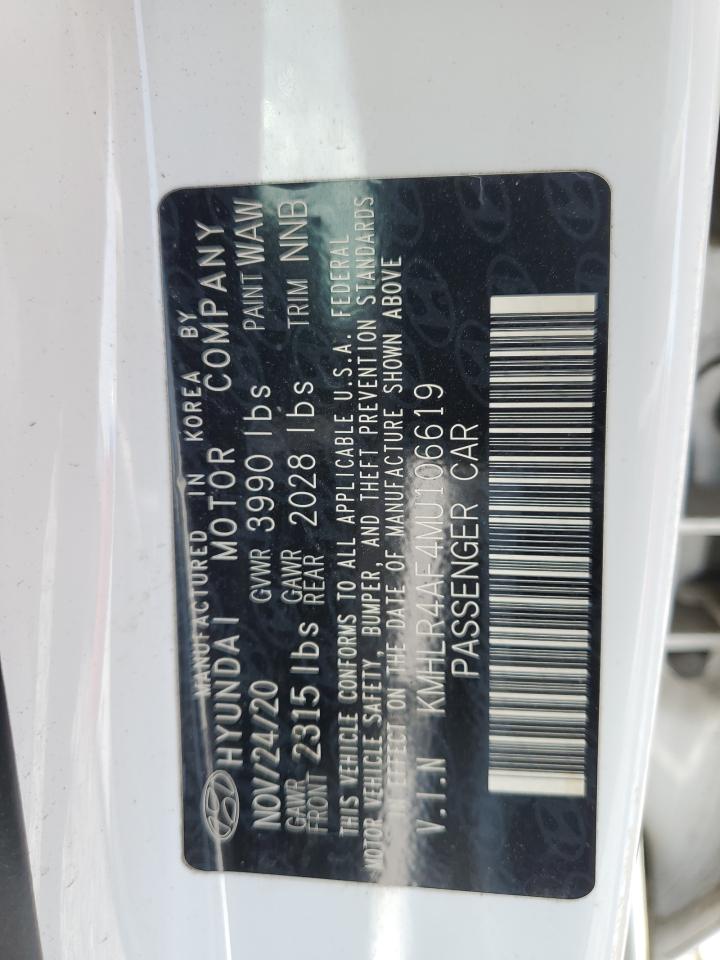 MANUFACTURED IN KOREA BY
HYUNDAI MOTOR COMPANY
NOV/24/20 GVWR 3990 lbs PAINT WAW
GAWR FRONT 2315 lbs GAWR REAR 2028 lbs TRIM NNB
THIS VEHICLE CONFORMS TO ALL APPLICABLE U.S.A. FEDERAL
MOTOR VEHICLE SAFETY, BUMPER, AND THEFT PREVENTION STANDARDS
IN EFFECT ON THE DATE OF MANUFACTURE SHOWN ABOVE
V.I.N KMHLR4AF4MU106619
PASSENGER CAR